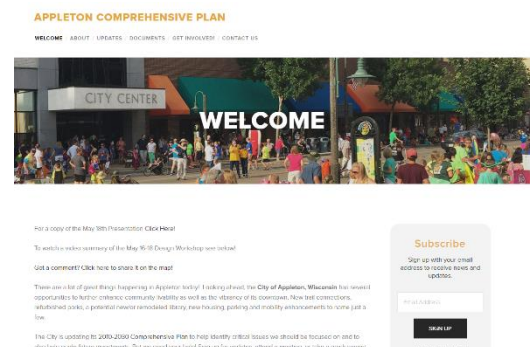 APPLETON COMPREHENSIVE PLAN
WELCOME · ABOUT · UPDATES · DOCUMENTS · GET INVOLVED! · CONTACT US
CITY CENTER
WELCOME
For a copy of the May 18th Presentation Click Here!
To watch a video summary of the May 16-18 Design Workshop see below!
Got a comment? Click here to share it on the map!
There are a lot of great things happening in Appleton today! Looking ahead, the City of Appleton, Wisconsin has several
opportunities to further enhance community livability as well as the vibrancy of its downtown. New trail connections,
refurbished parks, a potential new or remodeled library, new housing, parking and mobility enhancements to name just a
few.
The City is updating its 2010-2030 Comprehensive Plan to help identify critical issues we should be focused on and to
Subscribe
Sign up with your email
address to receive news and
updates.
Email Address
SIGN UP